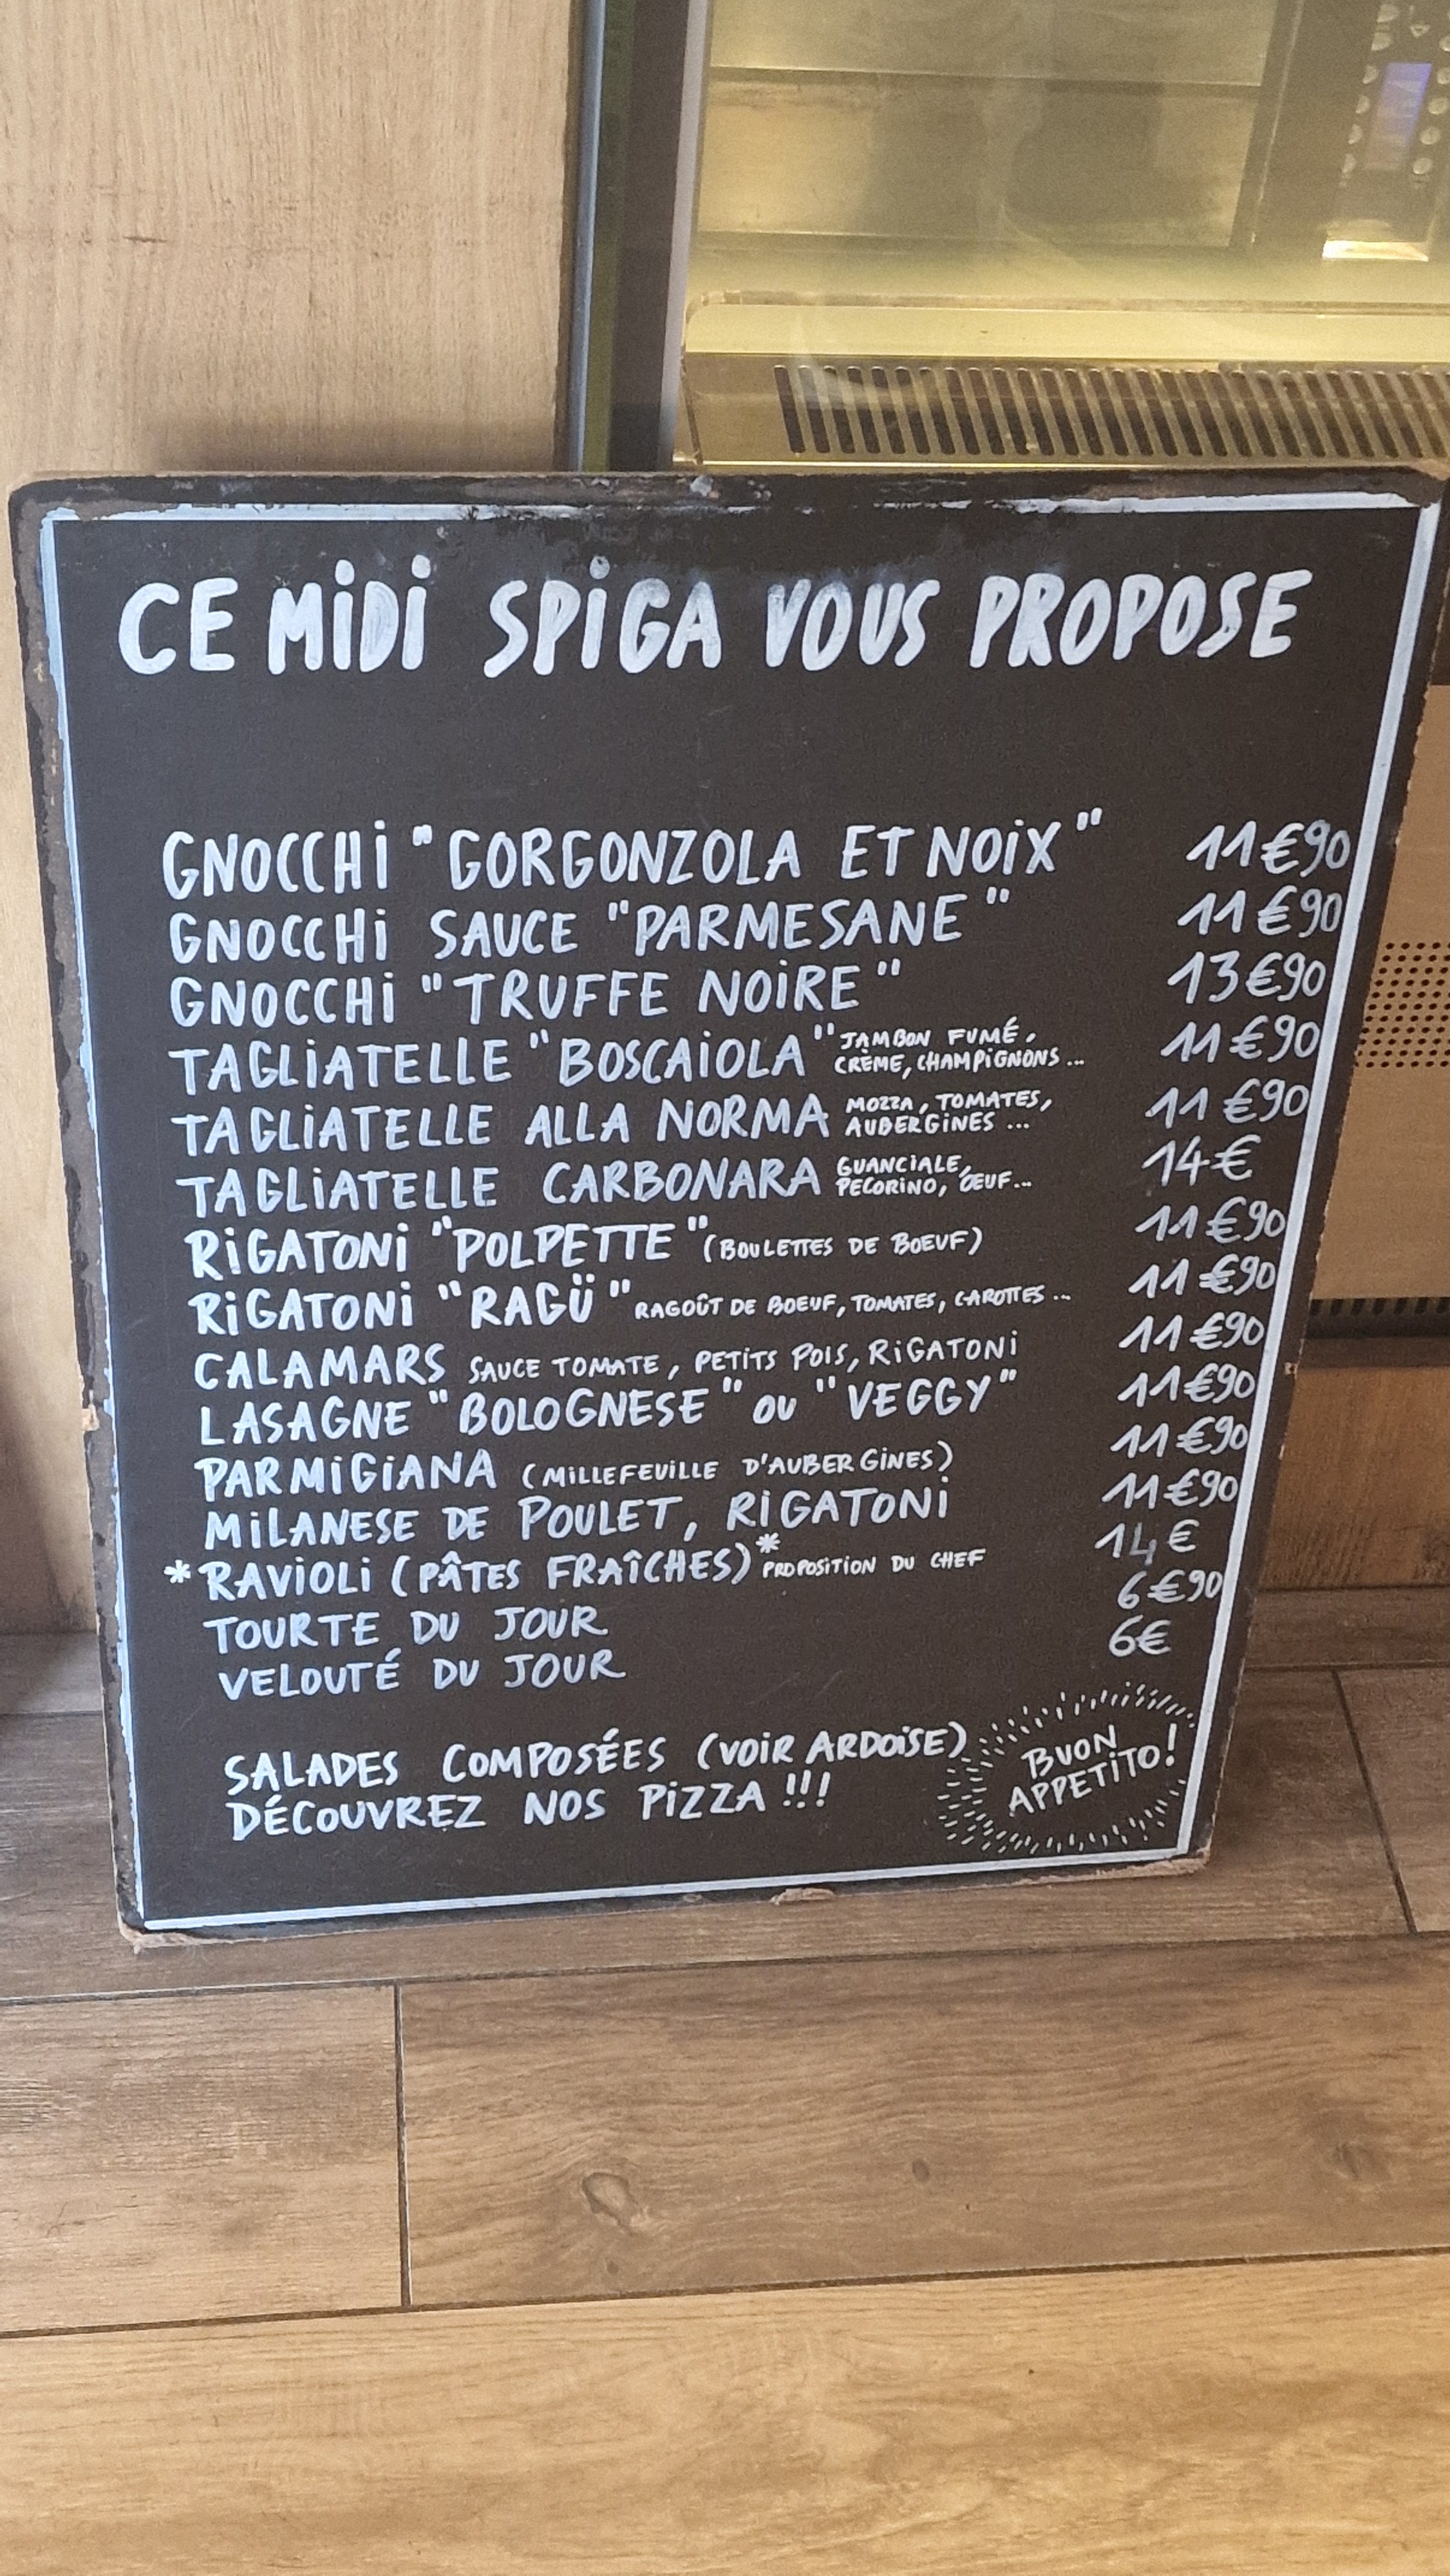 CE MiDi SPiGA VOUS PROPOSE
GNOCCHi "GORGONZOLA ET NOiX" 11€90
GNOCCHi SAUCE "PARMESANE" 11€90
GNOCCHi "TRUFFE NOiRE" 13€90
TAGLiATELLE "BOSCAiOLA" JAMBON FUMÉ, CRÈME, CHAMPiGNONS... 11€90
TAGLiATELLE ALLA NORMA MOZZA, TOMATES, AUBERGiNES... 11€90
TAGLiATELLE CARBONARA GUANCiALE, PECORiNO, ŒUF... 14€
RiGATONi "POLPETTE" (BOULETTES DE BOEUF) 11€90
RiGATONi "RAGÜ" RAGOÛT DE BOEUF, TOMATES, CAROTTES... 11€90
CALAMARS SAUCE TOMATE, PETiTS POiS, RiGATONi 11€90
LASAGNE "BOLOGNESE" OU "VEGGY" 11€90
PARMiGiANA (MiLLEFEUiLLE D'AUBERGiNES) 11€90
MiLANESE DE POULET, RiGATONi 11€90
*RAViOLi (PÂTES FRAÎCHES)* PROPOSiTiON DU CHEF 14€
TOURTE DU JOUR 6€90
VELOUTÉ DU JOUR 6€
SALADES COMPOSÉES (VOiR ARDOiSE)
DÉCOUVREZ NOS PiZZA !!!
BUON
APPETiTO!